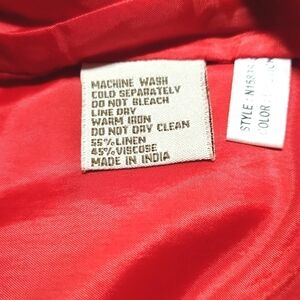 MACHINE WASH
COLD SEPARATELY
DO NOT BLEACH
LINE DRY
WARM IRON
DO NOT DRY CLEAN
55%LINEN
45%VISCOSE
MADE IN INDIA
STYLE